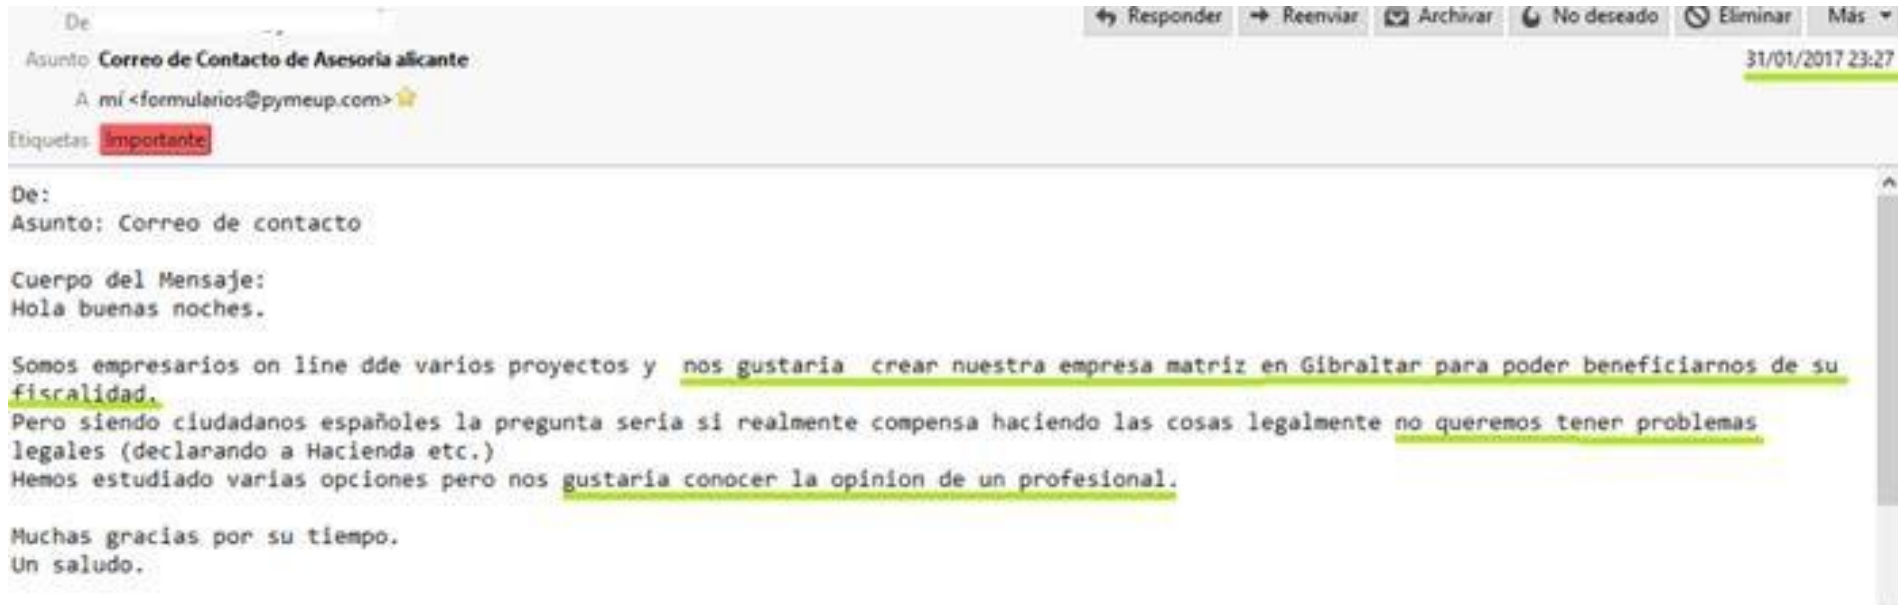 De
Responder Reenviar Archivar No deseado Eliminar Más
Asunto Correo de Contacto de Asesoria alicante
31/01/2017 23:27
A mí <formularios@pymeup.com>
Etiquetas Importante
De:
Asunto: Correo de contacto
Cuerpo del Mensaje:
Hola buenas noches.
Somos empresarios on line dde varios proyectos y nos gustaria crear nuestra empresa matriz en Gibraltar para poder beneficiarnos de su
fiscalidad.
Pero siendo ciudadanos españoles la pregunta seria si realmente compensa haciendo las cosas legalmente no queremos tener problemas
legales (declarando a Hacienda etc.)
Hemos estudiado varias opciones pero nos gustaria conocer la opinion de un profesional.
Muchas gracias por su tiempo.
Un saludo.